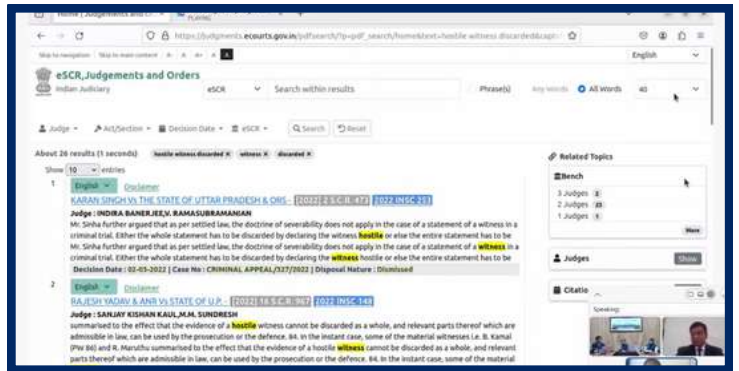 Home | Judgements and
PLAYING
https://judgments.ecourts.gov.in/pdfsearch/?p=pdf_search/home&text=hostile witness discarded&capt
Skip to navigation Skip to main content A- A A+ A A
English
eSCR,Judgements and Orders
Indian Judiciary
eSCR Search within results Phrase(s) Any Words All Words 40
Judge Act/Section Decision Date eSCR Search Reset
About 26 results (1 seconds) hostile witness discarded x witness x discarded x
Show 10 entries
Related Topics
Bench
3 Judges 2
2 Judges 23
1 Judges 1
More
Judges Show
Citatio
Speaking:
1 English Disclaimer
KARAN SINGH Vs THE STATE OF UTTAR PRADESH & ORS - [2022] 2 S.C.R. 473 2022 INSC 253
Judge : INDIRA BANERJEE,V. RAMASUBRAMANIAN
Mr. Sinha further argued that as per settled law, the doctrine of severability does not apply in the case of a statement of a witness in a
criminal trial. Either the whole statement has to be discarded by declaring the witness hostile or else the entire statement has to be
Mr. Sinha further argued that as per settled law, the doctrine of severability does not apply in the case of a statement of a witness in a
criminal trial. Either the whole statement has to be discarded by declaring the witness hostile or else the entire statement has to be
Decision Date : 02-03-2022 | Case No : CRIMINAL APPEAL/327/2022 | Disposal Nature : Dismissed
2 English Disclaimer
RAJESH YADAV & ANR Vs STATE OF U.P. - [2022] 18 S.C.R. 967 2022 INSC 148
Judge : SANJAY KISHAN KAUL,M.M. SUNDRESH
summarised to the effect that the evidence of a hostile witness cannot be discarded as a whole, and relevant parts thereof which are
admissible in law, can be used by the prosecution or the defence. 84. In the instant case, some of the material witnesses i.e. B. Kamal
(PW 86) and R. Maruthu summarised to the effect that the evidence of a hostile witness cannot be discarded as a whole, and relevant
parts thereof which are admissible in law, can be used by the prosecution or the defence. 84. In the instant case, some of the material